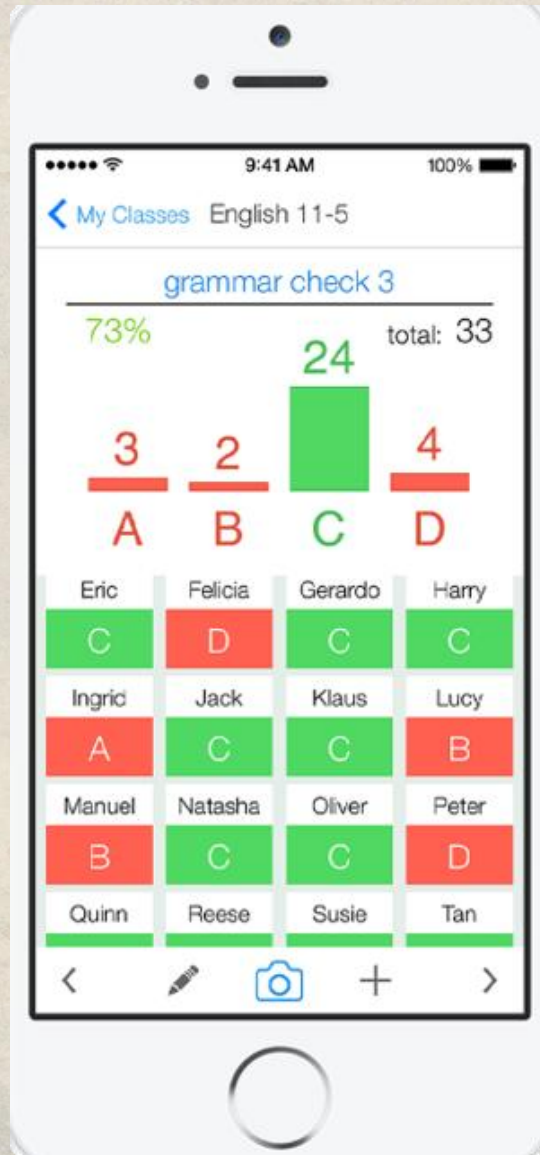 9:41 AM 100%
My Classes English 11-5
grammar check 3
73% total: 33
3 2 24 4
A B C D
Eric Felicia Gerardo Harry
C D C C
Ingrid Jack Klaus Lucy
A C C B
Manuel Natasha Oliver Peter
B C C D
Quinn Reese Susie Tan